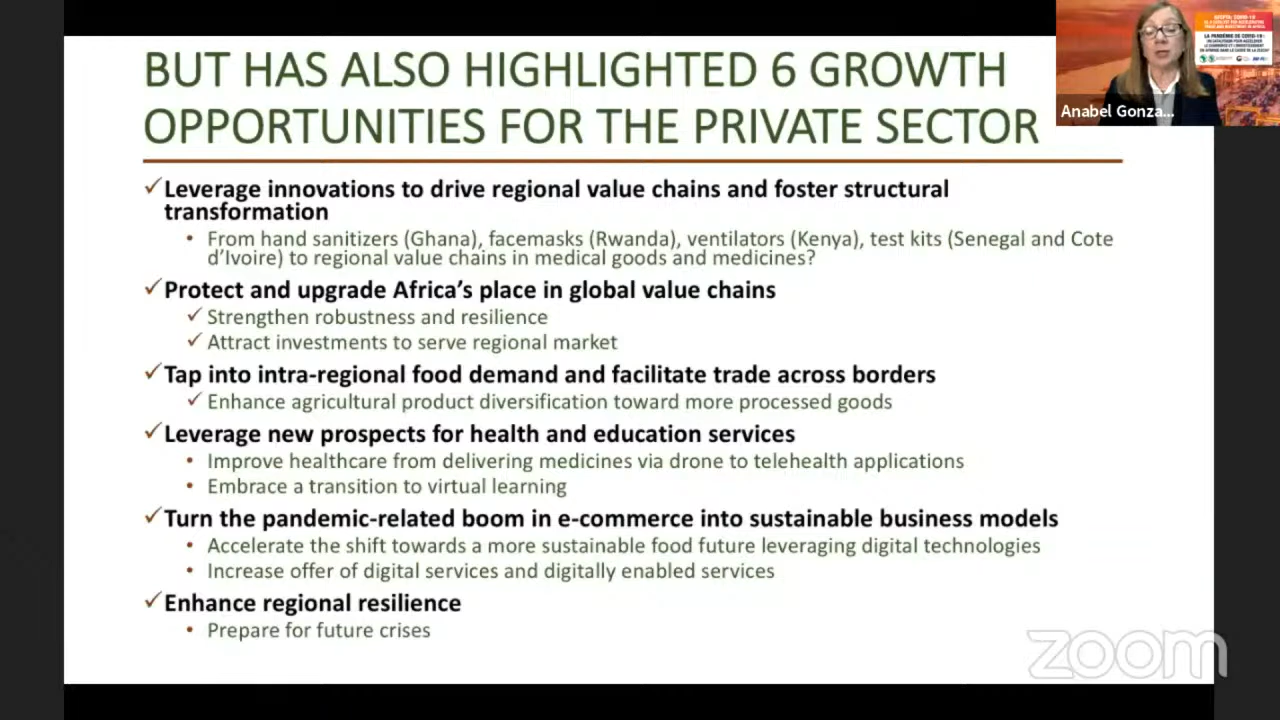 BUT HAS ALSO HIGHLIGHTED 6 GROWTH
OPPORTUNITIES FOR THE PRIVATE SECTOR
✓Leverage innovations to drive regional value chains and foster structural
transformation
• From hand sanitizers (Ghana), facemasks (Rwanda), ventilators (Kenya), test kits (Senegal and Cote
d’Ivoire) to regional value chains in medical goods and medicines?
✓Protect and upgrade Africa’s place in global value chains
✓Strengthen robustness and resilience
✓Attract investments to serve regional market
✓Tap into intra-regional food demand and facilitate trade across borders
✓Enhance agricultural product diversification toward more processed goods
✓Leverage new prospects for health and education services
• Improve healthcare from delivering medicines via drone to telehealth applications
• Embrace a transition to virtual learning
✓Turn the pandemic-related boom in e-commerce into sustainable business models
• Accelerate the shift towards a more sustainable food future leveraging digital technologies
• Increase offer of digital services and digitally enabled services
✓Enhance regional resilience
• Prepare for future crises
Anabel Gonza...
LA PANDÉMIE DE COVID-19 :
zoom